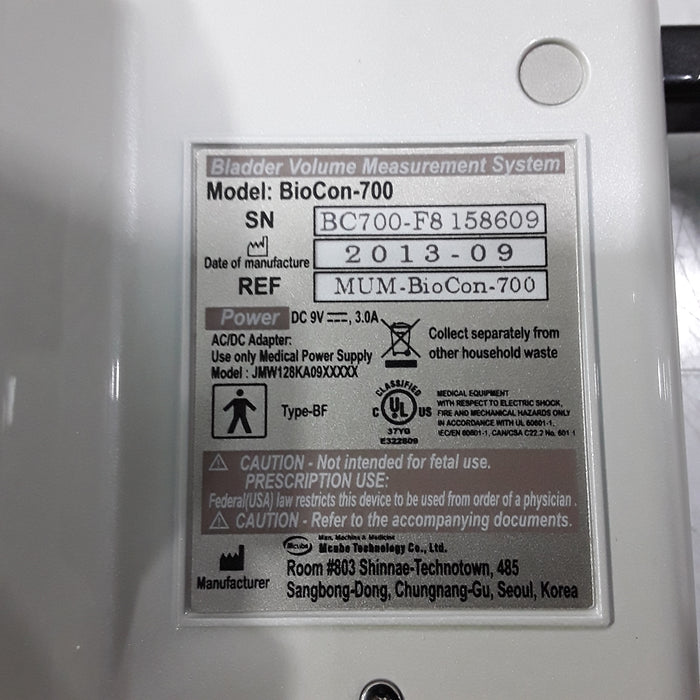 Bladder Volume Measurement System
Model: BioCon-700
SN BC700-F8 158609
Date of manufacture 2013-09
REF MUM-BioCon-700
Power DC 9V ⎓, 3.0A
AC/DC Adapter:
Use only Medical Power Supply
Model : JMW128KA09XXXXX
Collect separately from
other household waste
Type-BF
CLASSIFIED
C UL US
37YG
E322809
MEDICAL EQUIPMENT
WITH RESPECT TO ELECTRIC SHOCK,
FIRE AND MECHANICAL HAZARDS ONLY
IN ACCORDANCE WITH UL 60601-1,
IEC/EN 60601-1, CAN/CSA C22.2 No. 601 1
CAUTION - Not intended for fetal use.
PRESCRIPTION USE:
Federal(USA) law restricts this device to be used from order of a physician .
CAUTION - Refer to the accompanying documents.
Man, Machine & Medicine
Mcube Mcube Technology Co., Ltd.
Manufacturer
Room #803 Shinnae-Technotown, 485
Sangbong-Dong, Chungnang-Gu, Seoul, Korea